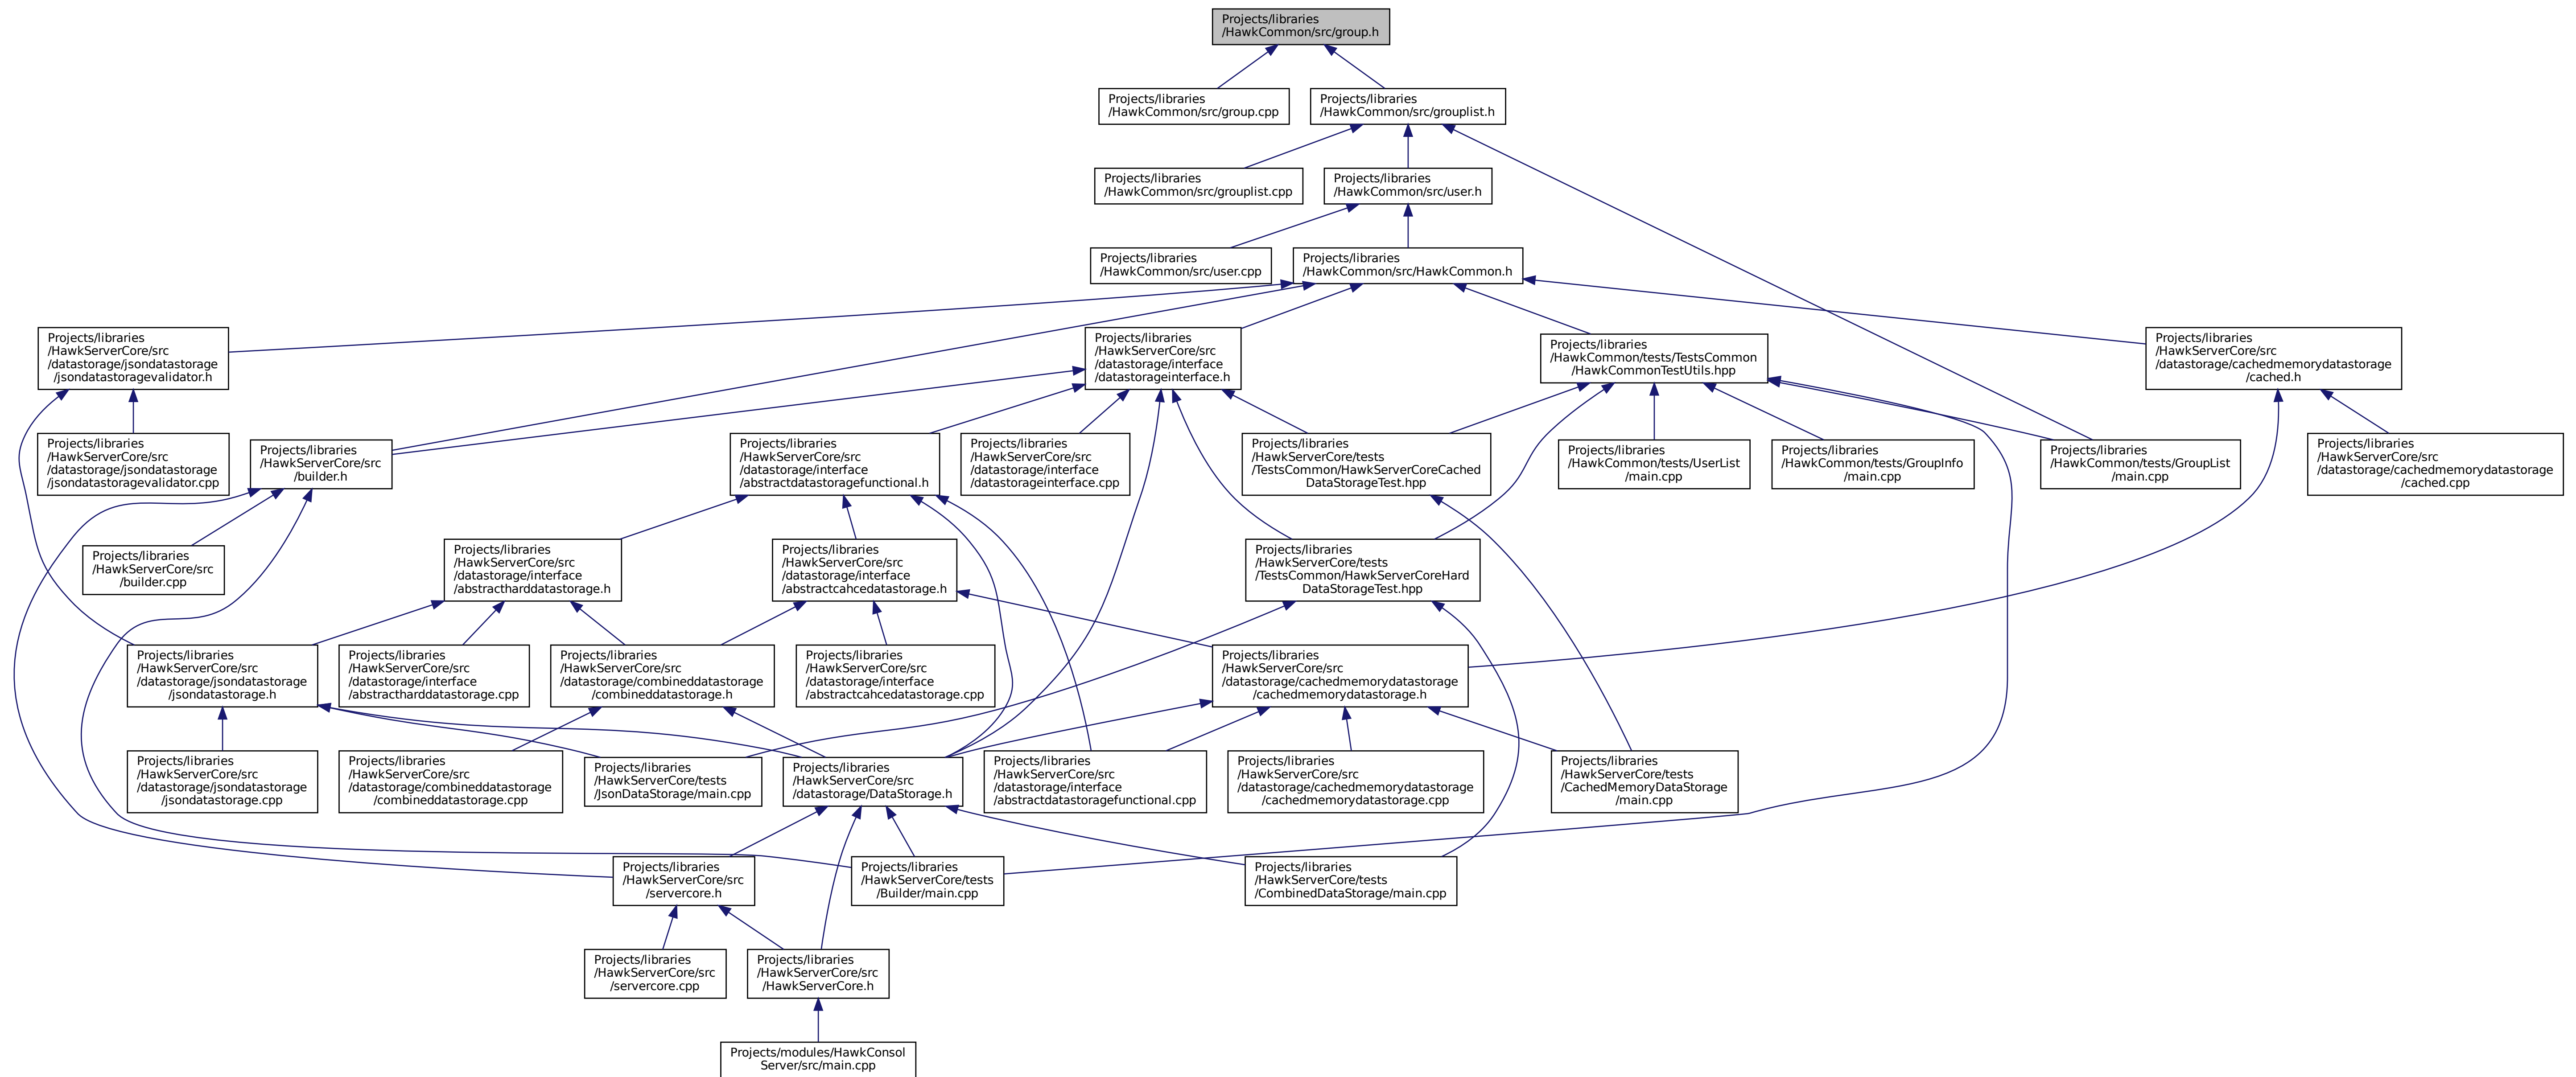 Projects/libraries
/HawkCommon/src/group.h
Projects/libraries
/HawkCommon/src/group.cpp
Projects/libraries
/HawkCommon/src/grouplist.h
Projects/libraries
/HawkCommon/src/grouplist.cpp
Projects/libraries
/HawkCommon/src/user.h
Projects/libraries
/HawkCommon/src/user.cpp
Projects/libraries
/HawkCommon/src/HawkCommon.h
Projects/libraries
/HawkServerCore/src
/datastorage/jsondatastorage
/jsondatastoragevalidator.h
Projects/libraries
/HawkServerCore/src
/datastorage/interface
/datastorageinterface.h
Projects/libraries
/HawkCommon/tests/TestsCommon
/HawkCommonTestUtils.hpp
Projects/libraries
/HawkServerCore/src
/datastorage/cachedmemorydatastorage
/cached.h
Projects/libraries
/HawkServerCore/src
/datastorage/jsondatastorage
/jsondatastoragevalidator.cpp
Projects/libraries
/HawkServerCore/src
/builder.h
Projects/libraries
/HawkServerCore/src
/datastorage/interface
/abstractdatastoragefunctional.h
Projects/libraries
/HawkServerCore/src
/datastorage/interface
/datastorageinterface.cpp
Projects/libraries
/HawkServerCore/tests
/TestsCommon/HawkServerCoreCached
DataStorageTest.hpp
Projects/libraries
/HawkCommon/tests/UserList
/main.cpp
Projects/libraries
/HawkCommon/tests/GroupInfo
/main.cpp
Projects/libraries
/HawkCommon/tests/GroupList
/main.cpp
Projects/libraries
/HawkServerCore/src
/datastorage/cachedmemorydatastorage
/cached.cpp
Projects/libraries
/HawkServerCore/src
/builder.cpp
Projects/libraries
/HawkServerCore/src
/datastorage/interface
/abstractharddatastorage.h
Projects/libraries
/HawkServerCore/src
/datastorage/interface
/abstractcahcedatastorage.h
Projects/libraries
/HawkServerCore/tests
/TestsCommon/HawkServerCoreHard
DataStorageTest.hpp
Projects/libraries
/HawkServerCore/src
/datastorage/jsondatastorage
/jsondatastorage.h
Projects/libraries
/HawkServerCore/src
/datastorage/interface
/abstractharddatastorage.cpp
Projects/libraries
/HawkServerCore/src
/datastorage/combineddatastorage
/combineddatastorage.h
Projects/libraries
/HawkServerCore/src
/datastorage/interface
/abstractcahcedatastorage.cpp
Projects/libraries
/HawkServerCore/src
/datastorage/cachedmemorydatastorage
/cachedmemorydatastorage.h
Projects/libraries
/HawkServerCore/src
/datastorage/jsondatastorage
/jsondatastorage.cpp
Projects/libraries
/HawkServerCore/src
/datastorage/combineddatastorage
/combineddatastorage.cpp
Projects/libraries
/HawkServerCore/tests
/JsonDataStorage/main.cpp
Projects/libraries
/HawkServerCore/src
/datastorage/DataStorage.h
Projects/libraries
/HawkServerCore/src
/datastorage/interface
/abstractdatastoragefunctional.cpp
Projects/libraries
/HawkServerCore/src
/datastorage/cachedmemorydatastorage
/cachedmemorydatastorage.cpp
Projects/libraries
/HawkServerCore/tests
/CachedMemoryDataStorage
/main.cpp
Projects/libraries
/HawkServerCore/src
/servercore.h
Projects/libraries
/HawkServerCore/tests
/Builder/main.cpp
Projects/libraries
/HawkServerCore/tests
/CombinedDataStorage/main.cpp
Projects/libraries
/HawkServerCore/src
/servercore.cpp
Projects/libraries
/HawkServerCore/src
/HawkServerCore.h
Projects/modules/HawkConsol
Server/src/main.cpp